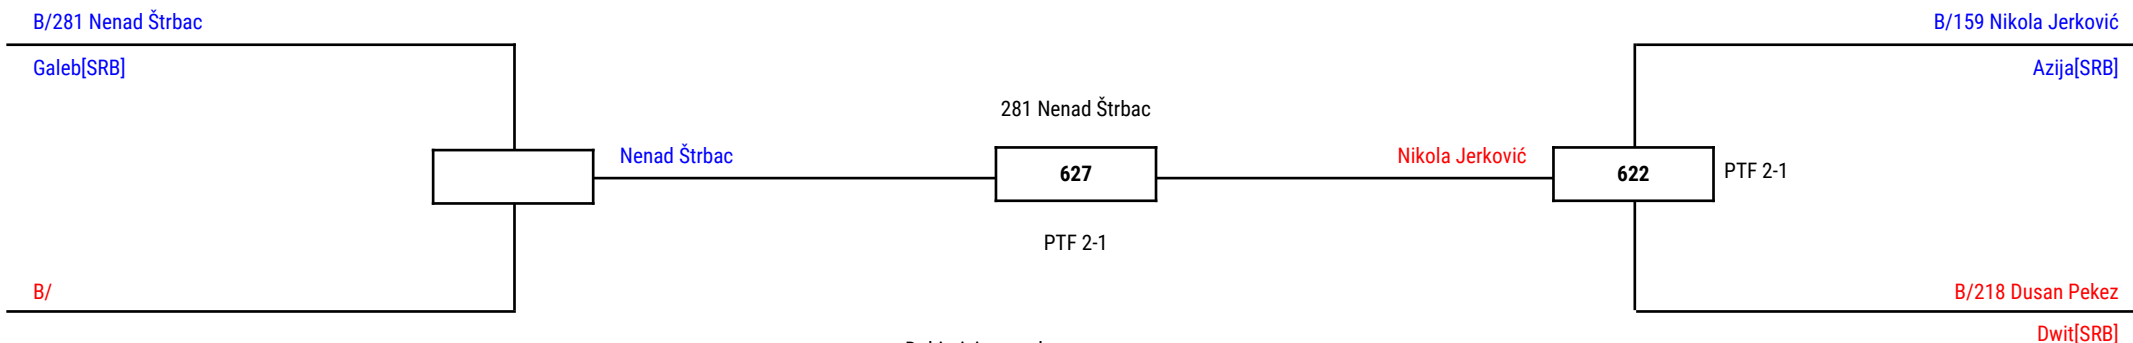 B/281 Nenad Štrbac
Galeb[SRB]
B/
Nenad Štrbac
281 Nenad Štrbac
627
PTF 2-1
Nikola Jerković
622
PTF 2-1
B/159 Nikola Jerković
Azija[SRB]
B/218 Dusan Pekez
Dwit[SRB]